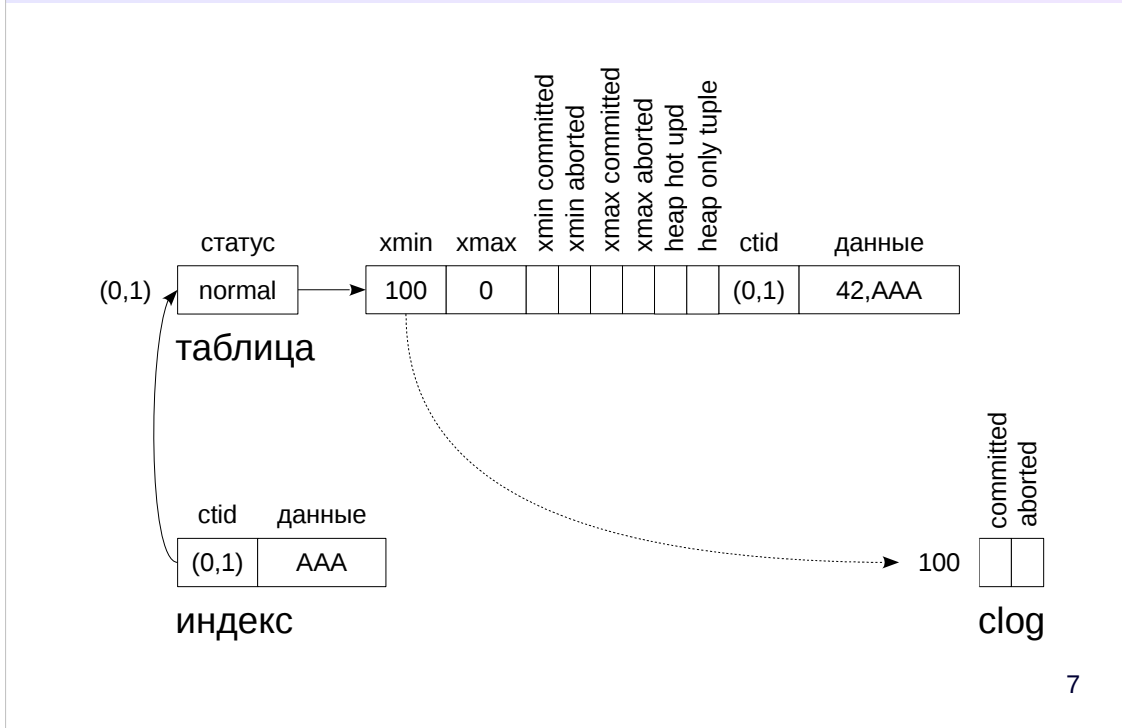 xmin committed
xmin aborted
xmax committed
xmax aborted
heap hot upd
heap only tuple
статус xmin xmax ctid данные
(0,1) normal 100 0 (0,1) 42,AAA
таблица
committed
aborted
ctid данные
(0,1) AAA 100
индекс clog
7